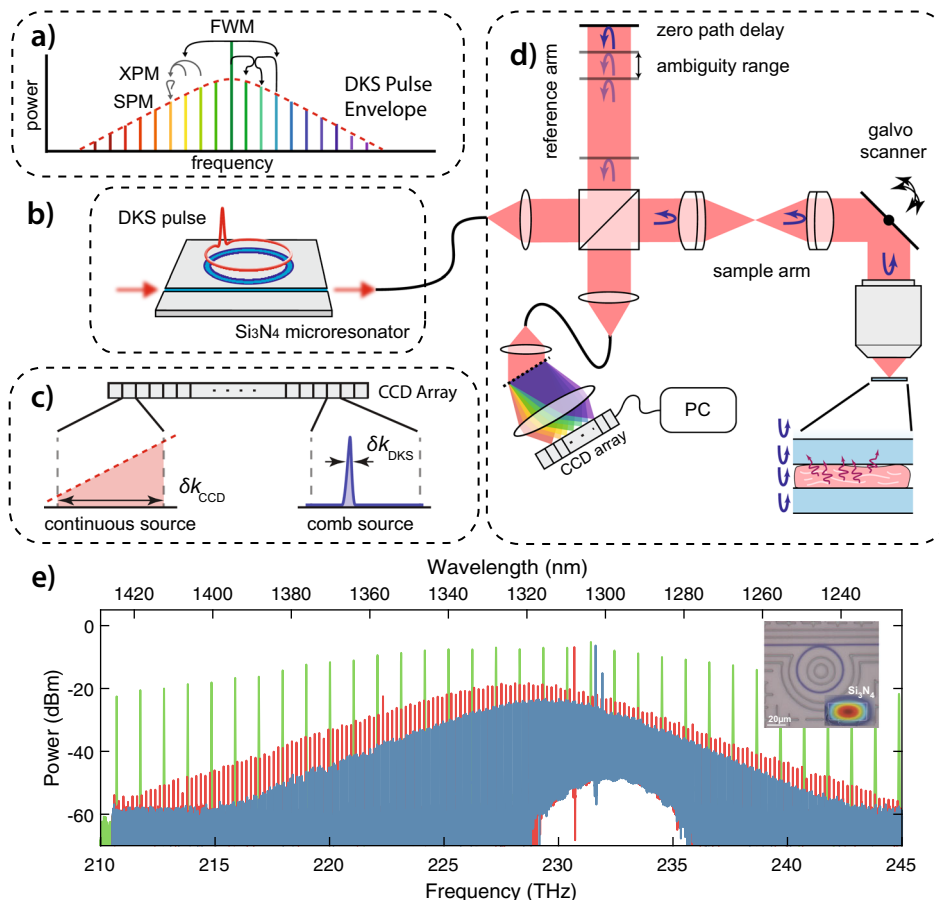 a)
FWM
XPM
SPM
DKS Pulse
Envelope
power
frequency
b)
DKS pulse
Si₃N₄ microresonator
c)
CCD Array
δk_CCD
continuous source
δk_DKS
comb source
d)
reference arm
zero path delay
ambiguity range
galvo
scanner
sample arm
CCD array
PC
e)
Wavelength (nm)
1420 1400 1380 1360 1340 1320 1300 1280 1260 1240
Power (dBm)
0
-20
-40
-60
Si₃N₄
20μm
210 215 220 225 230 235 240 245
Frequency (THz)